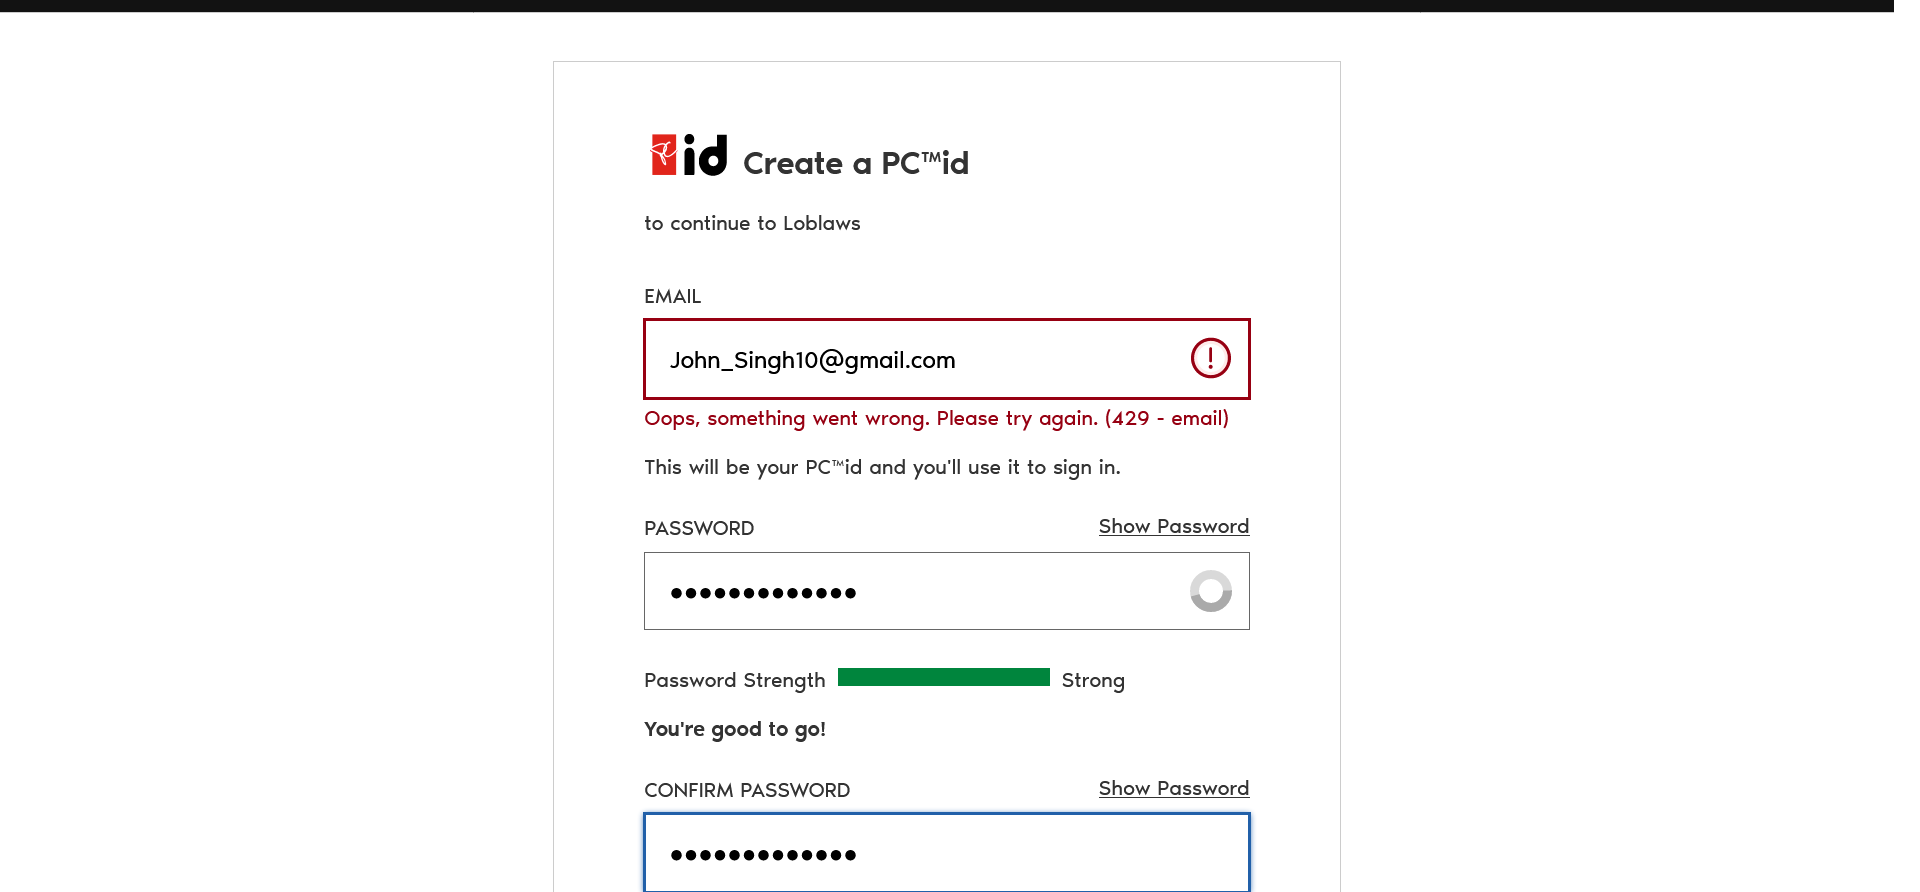 id Create a PC™id
to continue to Loblaws
EMAIL
John_Singh10@gmail.com
Oops, something went wrong. Please try again. (429 - email)
This will be your PC™id and you'll use it to sign in.
PASSWORD Show Password
•••••••••••••
Password Strength Strong
You're good to go!
CONFIRM PASSWORD Show Password
•••••••••••••